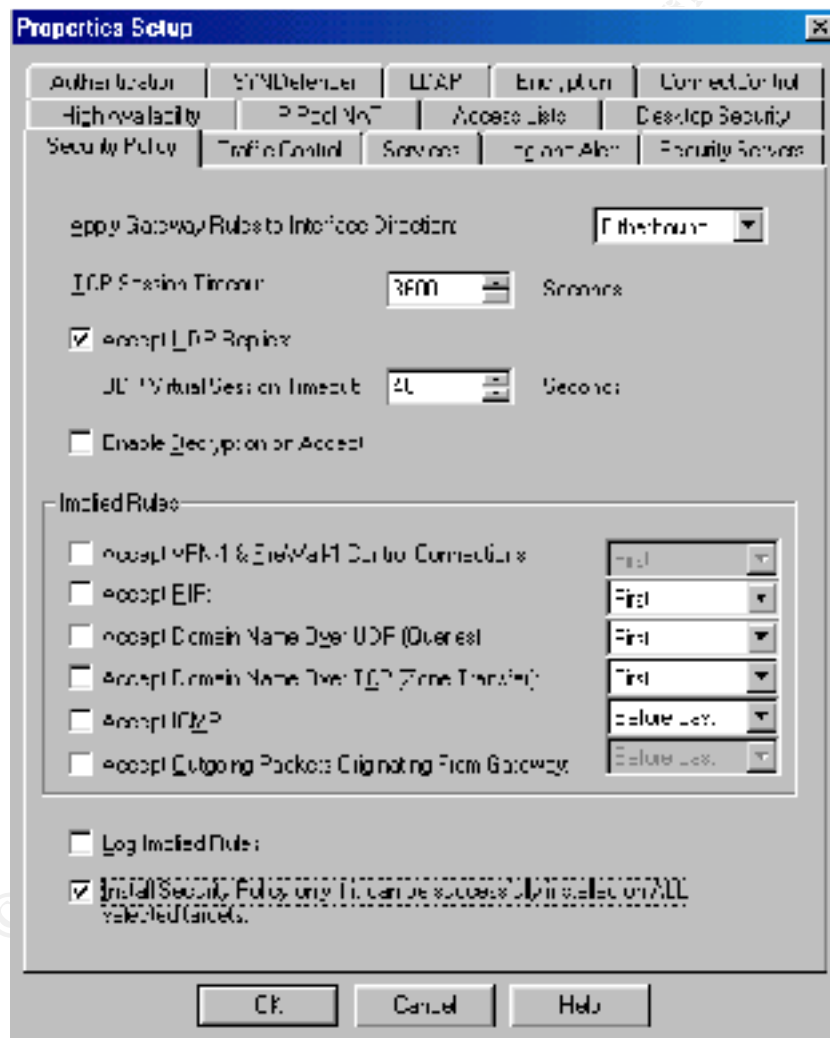 Properties Setup
Authentication SYNDefender LDAP Encryption ConnectControl
High Availability IP Pool NAT Access Lists Desktop Security
Security Policy Traffic Control Services Log and Alert Security Servers
Apply Gateway Rules to Interface Direction: Eitherbound
TCP Session Timeout: 3600 Seconds
Accept UDP Replies:
UDP Virtual Session Timeout: 40 Seconds
Enable Decryption on Accept
Implied Rules
Accept VPN-1 & FireWall-1 Control Connections: First
Accept RIP: First
Accept Domain Name Over UDP (Queries): First
Accept Domain Name Over TCP (Zone Transfer): First
Accept ICMP: Before Last
Accept Outgoing Packets Originating From Gateway: Before Last
Log Implied Rules
Install Security Policy only if it can be successfully installed on ALL
selected targets.
OK Cancel Help